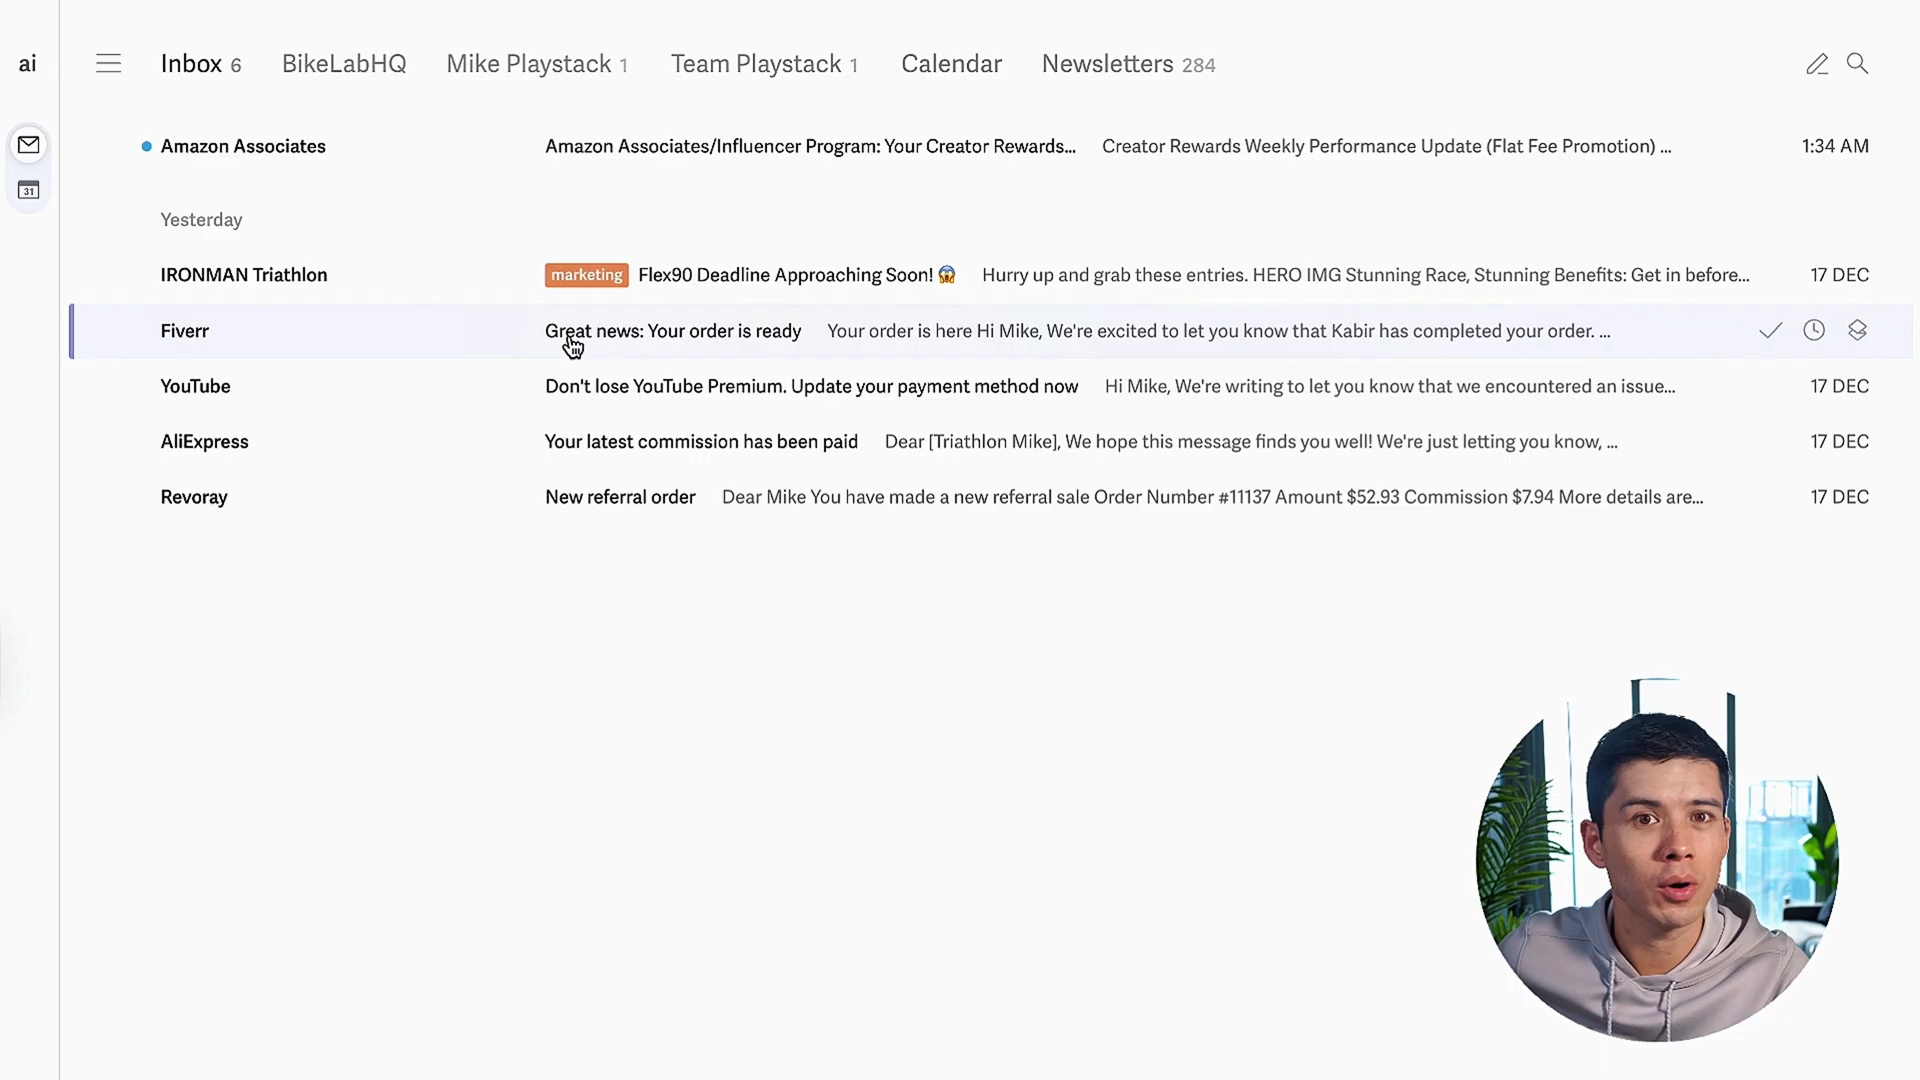 ai
Inbox 6 BikeLabHQ Mike Playstack 1 Team Playstack 1 Calendar Newsletters 284
Amazon Associates Amazon Associates/Influencer Program: Your Creator Rewards... Creator Rewards Weekly Performance Update (Flat Fee Promotion) ... 1:34 AM
31
Yesterday
IRONMAN Triathlon marketing Flex90 Deadline Approaching Soon! 😱 Hurry up and grab these entries. HERO IMG Stunning Race, Stunning Benefits: Get in before... 17 DEC
Fiverr Great news: Your order is ready Your order is here Hi Mike, We're excited to let you know that Kabir has completed your order. ...
YouTube Don't lose YouTube Premium. Update your payment method now Hi Mike, We're writing to let you know that we encountered an issue... 17 DEC
AliExpress Your latest commission has been paid Dear [Triathlon Mike], We hope this message finds you well! We're just letting you know, ... 17 DEC
Revoray New referral order Dear Mike You have made a new referral sale Order Number #11137 Amount $52.93 Commission $7.94 More details are... 17 DEC